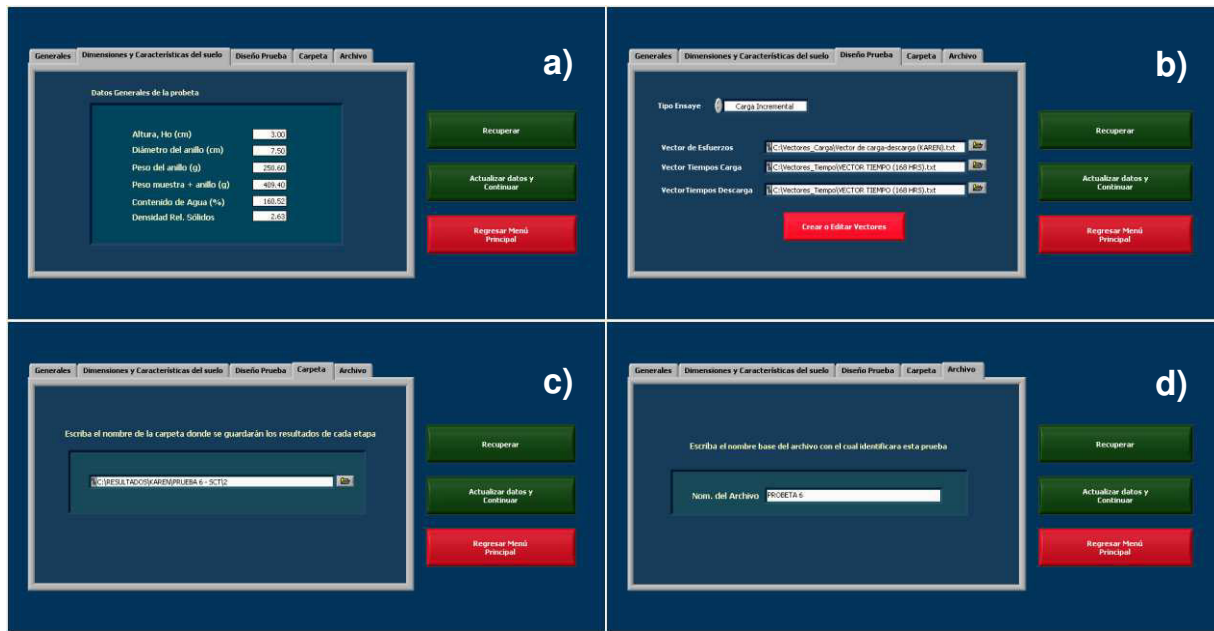 a)
Generales Dimensiones y Características del suelo Diseño Prueba Carpeta Archivo
Datos Generales de la probeta
Altura, Ho (cm) 3.00
Diámetro del anillo (cm) 7.50
Peso del anillo (g) 250.60
Peso muestra + anillo (g) 409.40
Contenido de Agua (%) 160.52
Densidad Rel. Sólidos 2.63
Recuperar
Actualizar datos y
Continuar
Regresar Menú
Principal
b)
Generales Dimensiones y Características del suelo Diseño Prueba Carpeta Archivo
Tipo Ensaye Carga Incremental
Vector de Esfuerzos C:\Vectores_Carga\Vector de carga-descarga (KAREN).txt
Vector Tiempos Carga C:\Vectores_Tiempo\VECTOR TIEMPO (168 HRS).txt
VectorTiempos Descarga C:\Vectores_Tiempo\VECTOR TIEMPO (168 HRS).txt
Crear o Editar Vectores
Recuperar
Actualizar datos y
Continuar
Regresar Menú
Principal
c)
Generales Dimensiones y Características del suelo Diseño Prueba Carpeta Archivo
Escriba el nombre de la carpeta donde se guardarán los resultados de cada etapa
C:\RESULTADOS\KAREN\PRUEBA 6 - SCT\2
Recuperar
Actualizar datos y
Continuar
Regresar Menú
Principal
d)
Generales Dimensiones y Características del suelo Diseño Prueba Carpeta Archivo
Escriba el nombre base del archivo con el cual identificara esta prueba
Nom. del Archivo PROBETA 6
Recuperar
Actualizar datos y
Continuar
Regresar Menú
Principal